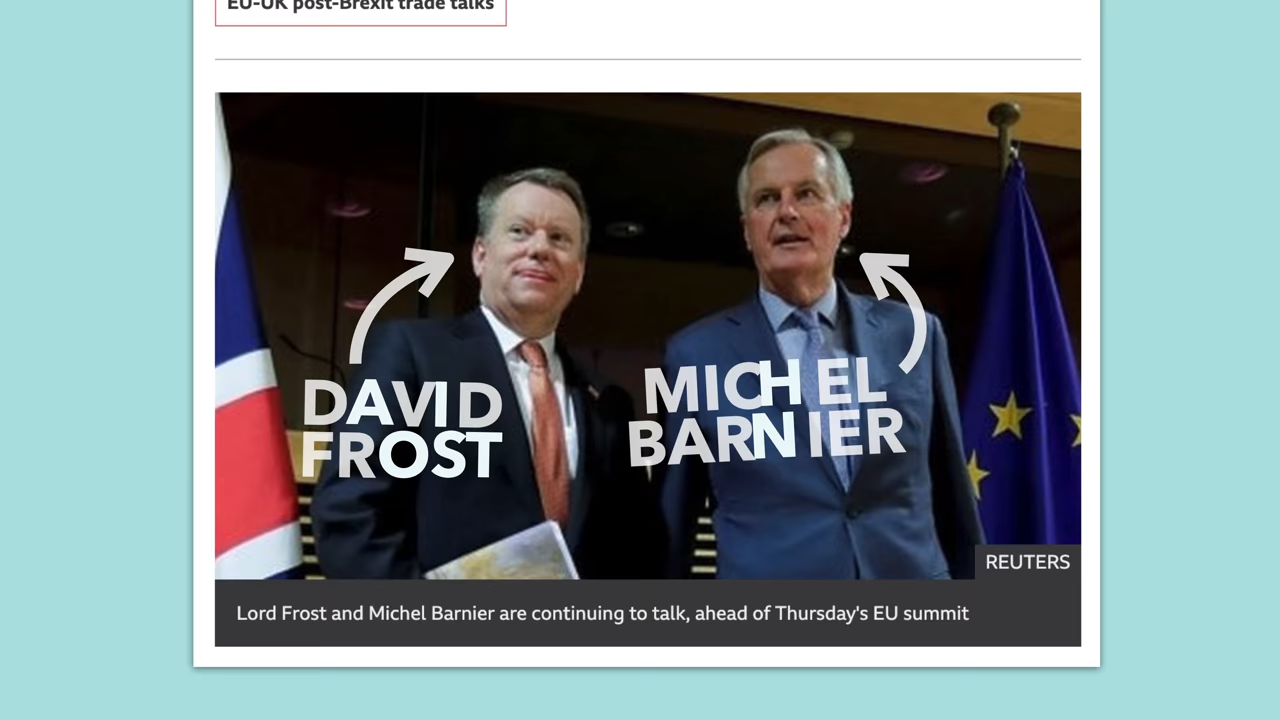 EU-UK post-Brexit trade talks
DAVID
FROST
MICHEL
BARNIER
REUTERS
Lord Frost and Michel Barnier are continuing to talk, ahead of Thursday's EU summit